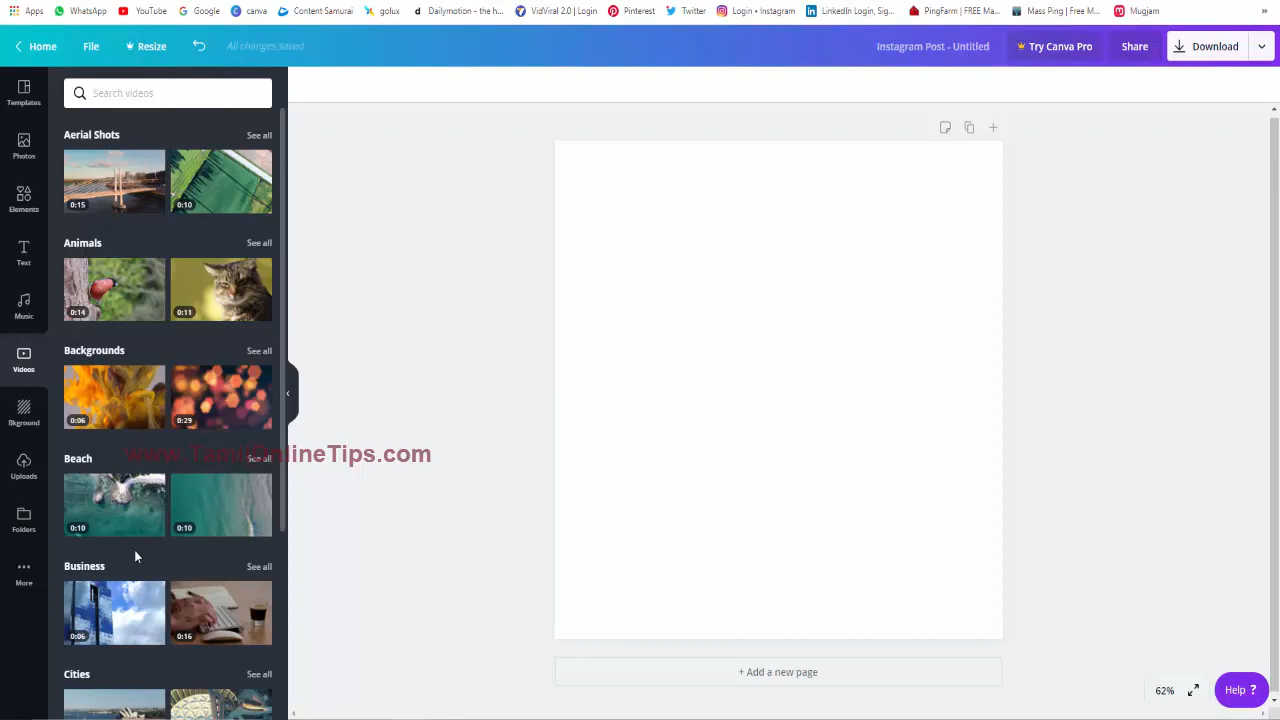 Apps WhatsApp YouTube Google canva Content Samurai golux Dailymotion - the h... VidViral 2.0 | Login Pinterest Twitter Login • Instagram LinkedIn Login, Sig... PingFarm | FREE Ma... Mass Ping | Free M... Mugjam »
Home File Resize All changes saved Instagram Post - Untitled Try Canva Pro Share Download
Templates
Photos
Elements
Text
Music
Videos
Bkground
Uploads
Folders
More
Search videos
Aerial Shots See all
0:15 0:10
Animals See all
0:14 0:11
Backgrounds See all
0:06 0:29
www.TamilOnlineTips.com
Beach See all
0:10 0:10
Business See all
0:06 0:16
Cities See all
+ Add a new page
62%
Help ?